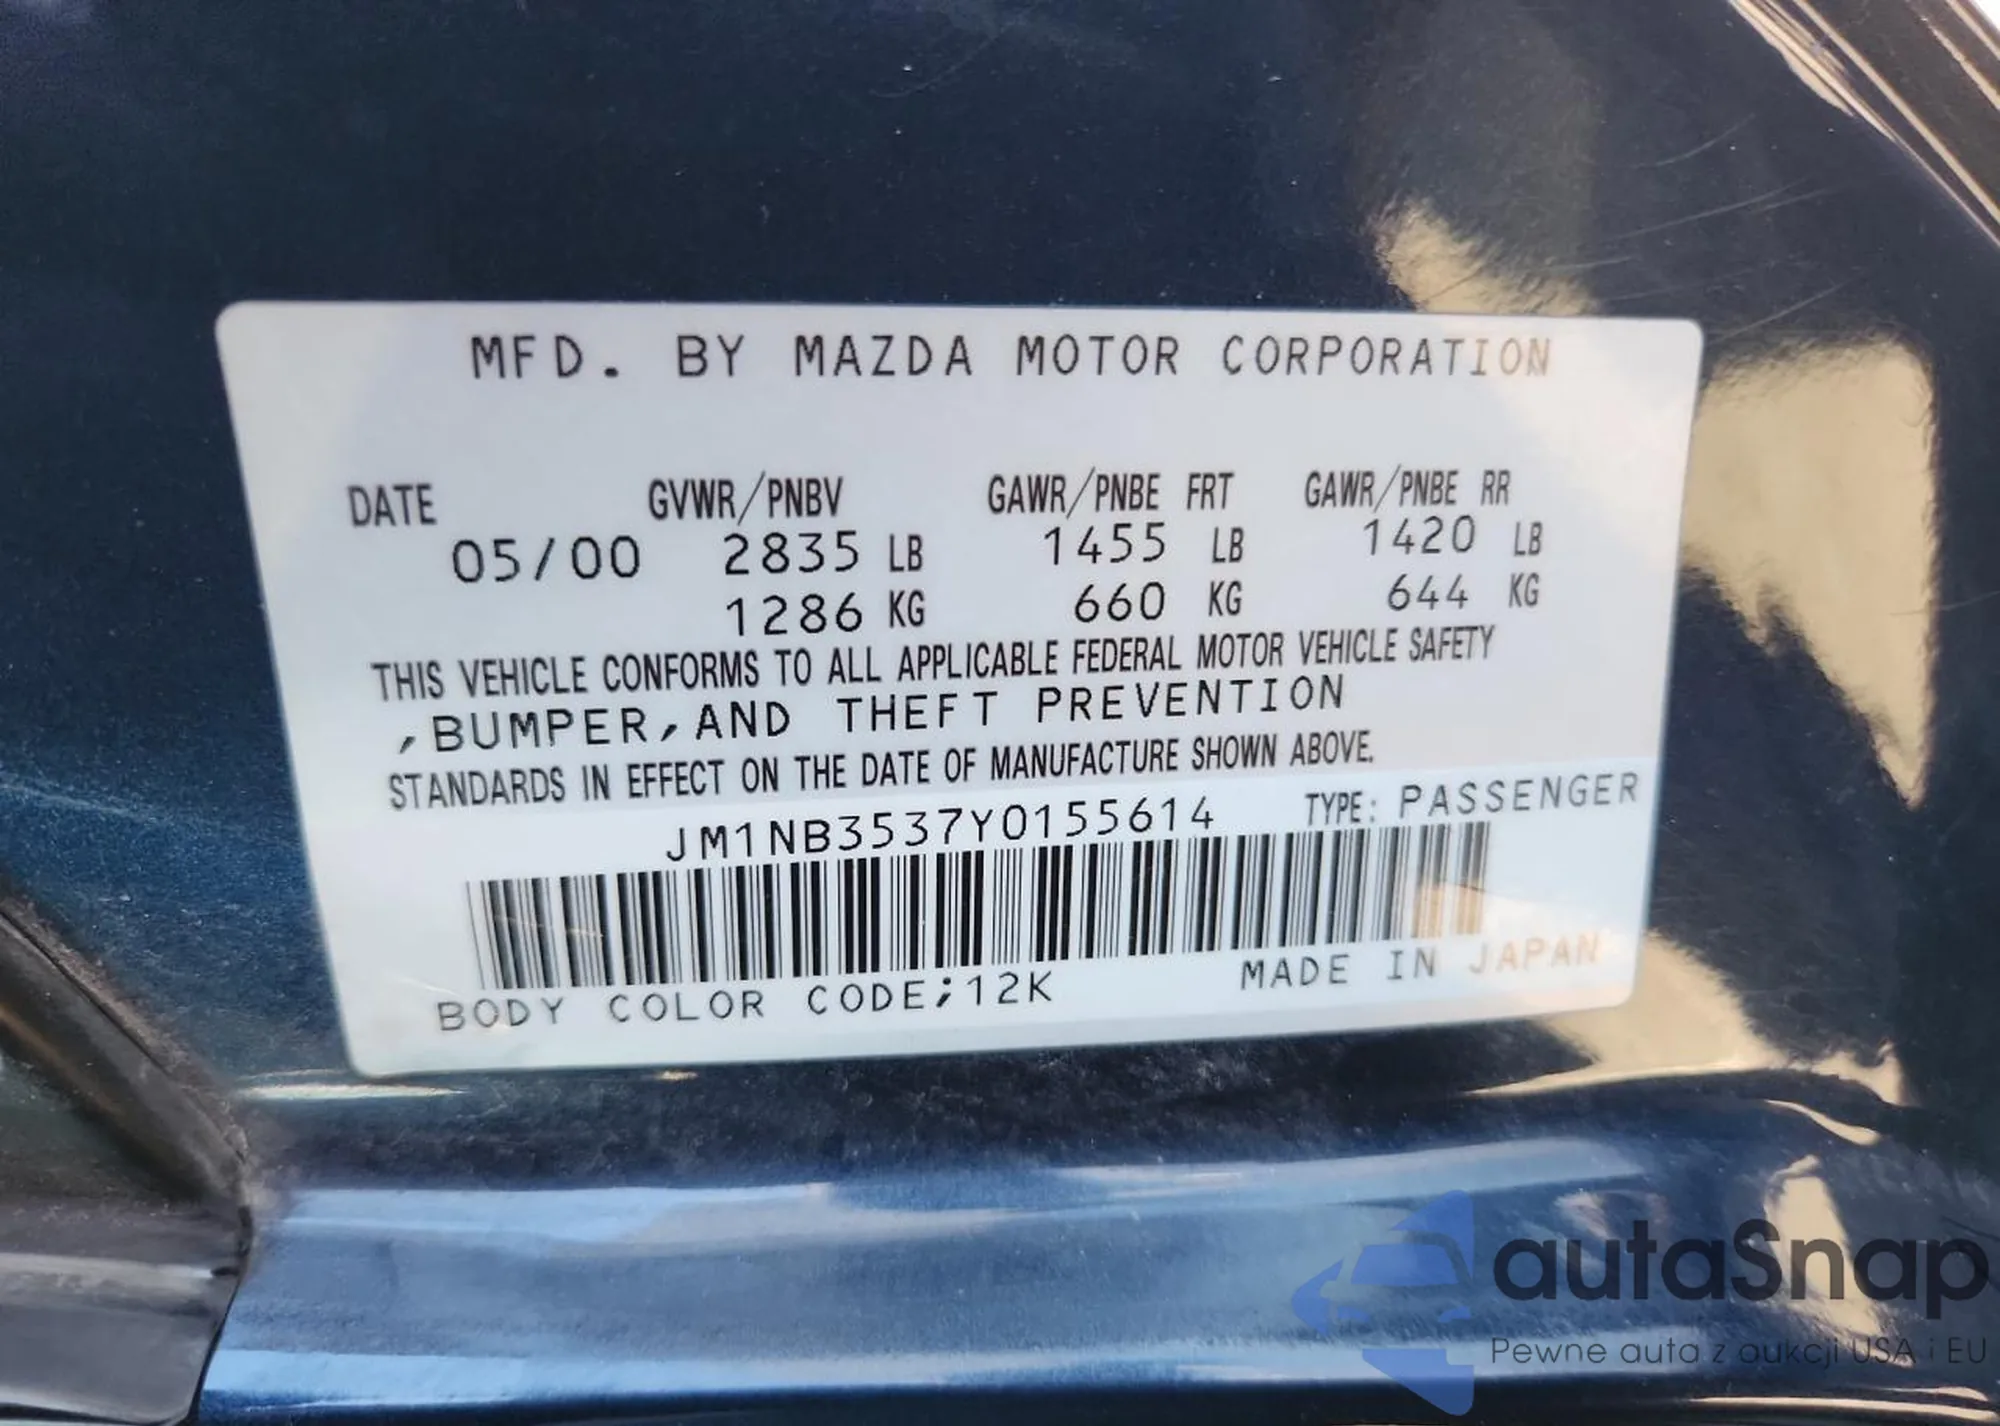 MFD. BY MAZDA MOTOR CORPORATION
DATE GVWR/PNBV GAWR/PNBE FRT GAWR/PNBE RR
05/00 2835 LB 1455 LB 1420 LB
1286 KG 660 KG 644 KG
THIS VEHICLE CONFORMS TO ALL APPLICABLE FEDERAL MOTOR VEHICLE SAFETY
,BUMPER,AND THEFT PREVENTION
STANDARDS IN EFFECT ON THE DATE OF MANUFACTURE SHOWN ABOVE.
JM1NB3537Y0155614 TYPE: PASSENGER
BODY COLOR CODE;12K MADE IN JAPAN
autaSnap
Pewne auta z aukcji USA i EU